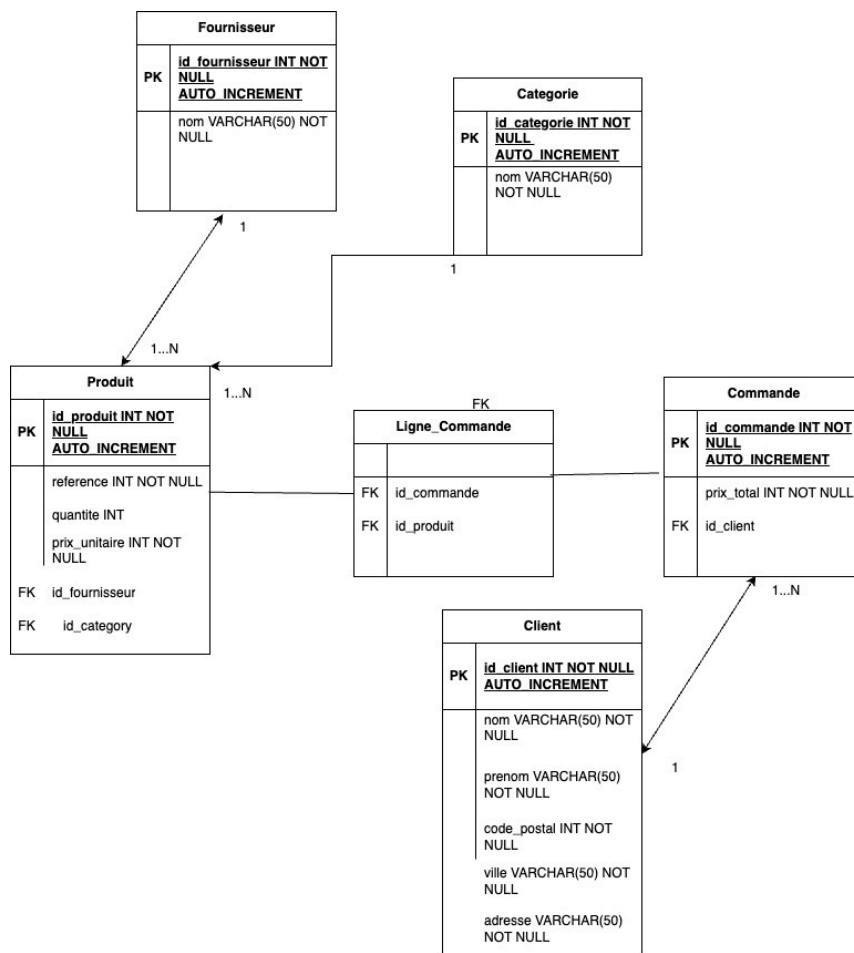 Fournisseur
PK
id_fournisseur INT NOT
NULL
AUTO_INCREMENT
nom VARCHAR(50) NOT
NULL
1
Categorie
PK
id_categorie INT NOT
NULL
AUTO_INCREMENT
nom VARCHAR(50)
NOT NULL
1
1...N
1...N
Produit
PK
id_produit INT NOT
NULL
AUTO_INCREMENT
reference INT NOT NULL
quantite INT
prix_unitaire INT NOT
NULL
FK id_fournisseur
FK id_category
FK
Ligne_Commande
FK id_commande
FK id_produit
Commande
PK
id_commande INT NOT
NULL
AUTO_INCREMENT
prix_total INT NOT NULL
FK id_client
1...N
Client
PK
id_client INT NOT NULL
AUTO_INCREMENT
nom VARCHAR(50) NOT
NULL
prenom VARCHAR(50)
NOT NULL
code_postal INT NOT
NULL
ville VARCHAR(50) NOT
NULL
adresse VARCHAR(50)
NOT NULL
1